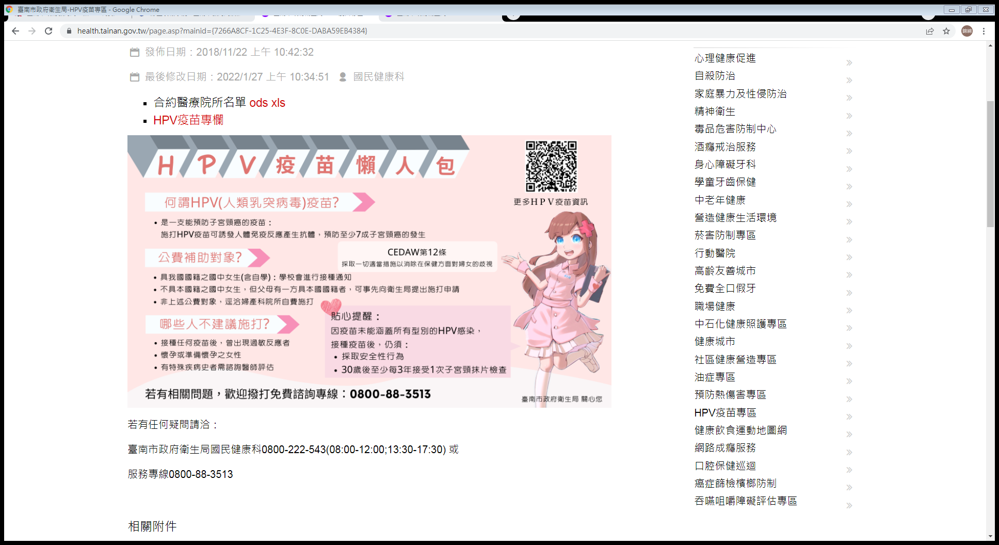 臺南市政府衛生局-HPV疫苗專區 - Google Chrome
health.tainan.gov.tw/page.asp?mainid={7266A8CF-1C25-4E3F-8C0E-DABA59EB4384}
錦綿
發佈日期：2018/11/22 上午 10:42:32
最後修改日期：2022/1/27 上午 10:34:51 國民健康科
合約醫療院所名單 ods xls
HPV疫苗專欄
HPV疫苗懶人包
更多HPV疫苗資訊
何謂HPV(人類乳突病毒)疫苗?
• 是一支能預防子宮頸癌的疫苗：
施打HPV疫苗可誘發人體免疫反應產生抗體，預防至少7成子宮頸癌的發生
CEDAW第12條
採取一切適當措施以消除在保健方面對婦女的歧視
公費補助對象?
• 具我國國籍之國中女生(含自學)：學校會進行接種通知
• 不具本國籍之國中女生，但父母有一方具本國國籍者，可事先向衛生局提出施打申請
• 非上述公費對象，逕洽婦產科院所自費施打
哪些人不建議施打?
• 接種任何疫苗後，曾出現過敏反應者
• 懷孕或準備懷孕之女性
• 有特殊疾病史者需諮詢醫師評估
貼心提醒：
因疫苗未能涵蓋所有型別的HPV感染，
接種疫苗後，仍須：
• 採取安全性行為
• 30歲後至少每3年接受1次子宮頸抹片檢查
若有相關問題，歡迎撥打免費諮詢專線：0800-88-3513
臺南市政府衛生局 關心您
若有任何疑問請洽：
臺南市政府衛生局國民健康科0800-222-543(08:00-12:00;13:30-17:30) 或
服務專線0800-88-3513
相關附件
心理健康促進
自殺防治
家庭暴力及性侵防治
精神衛生
毒品危害防制中心
酒癮戒治服務
身心障礙牙科
學童牙齒保健
中老年健康
營造健康生活環境
菸害防制專區
行動醫院
高齡友善城市
免費全口假牙
職場健康
中石化健康照護專區
健康城市
社區健康營造專區
油症專區
預防熱傷害專區
HPV疫苗專區
健康飲食運動地圖網
網路成癮服務
口腔保健巡迴
癌症篩檢檳榔防制
吞嚥咀嚼障礙評估專區